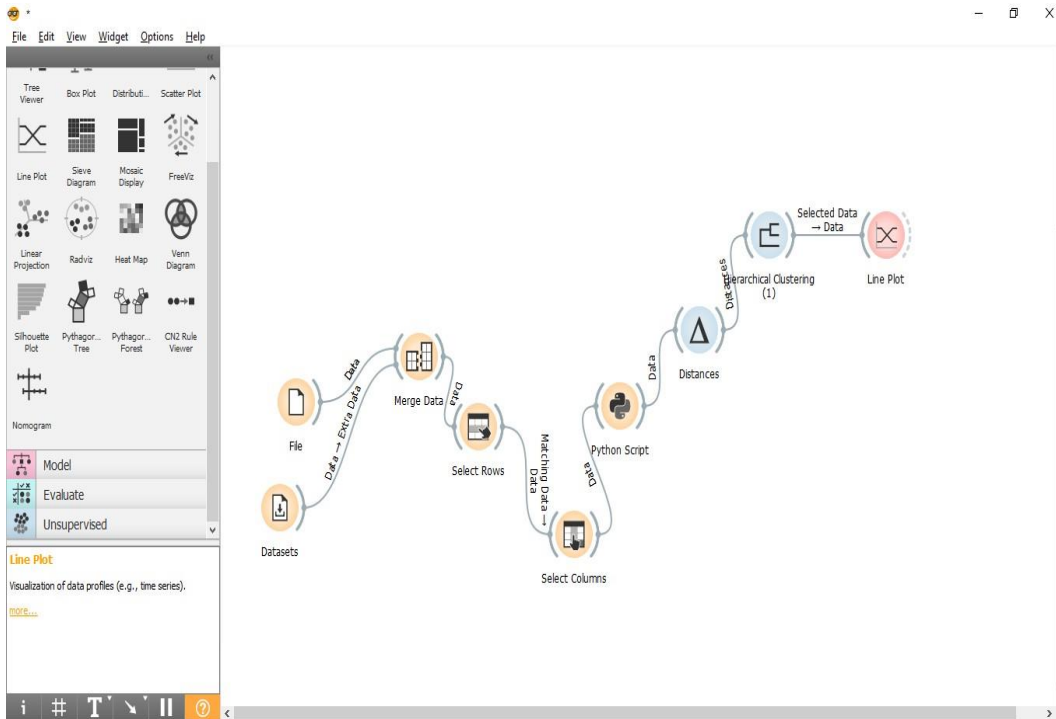 *
File Edit View Widget Options Help
Tree Viewer
Box Plot
Distributi...
Scatter Plot
Line Plot
Sieve Diagram
Mosaic Display
FreeViz
Linear Projection
Radviz
Heat Map
Venn Diagram
Silhouette Plot
Pythagor... Tree
Pythagor... Forest
CN2 Rule Viewer
Nomogram
Model
Evaluate
Unsupervised
Line Plot
Visualization of data profiles (e.g., time series).
more...
File
Data
Datasets
Data → Extra Data
Merge Data
Data
Select Rows
Matching Data →
Data
Select Columns
Data
Python Script
Data
Distances
Distances
Hierarchical Clustering
(1)
Selected Data
→ Data
Line Plot